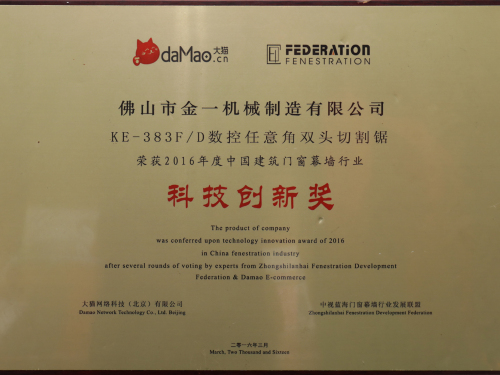 daMao大猫.cn
FEDERATION
FENESTRATION
佛山市金一机械制造有限公司
KE-383F/D数控任意角双头切割锯
荣获2016年度中国建筑门窗幕墙行业
科技创新奖
The product of company
was conferred upon technology innovation award of 2016
in China fenestration industry
after several rounds of voting by experts from Zhongshilanhai Fenestration Development
Federation & Damao E-commerce
大猫网络科技（北京）有限公司
Damao Network Technology Co., Ltd. Beijing
中视蓝海门窗幕墙行业发展联盟
Zhongshilanhai Fenestration Development Federation
二零一六年三月
March, Two Thousand and Sixteen